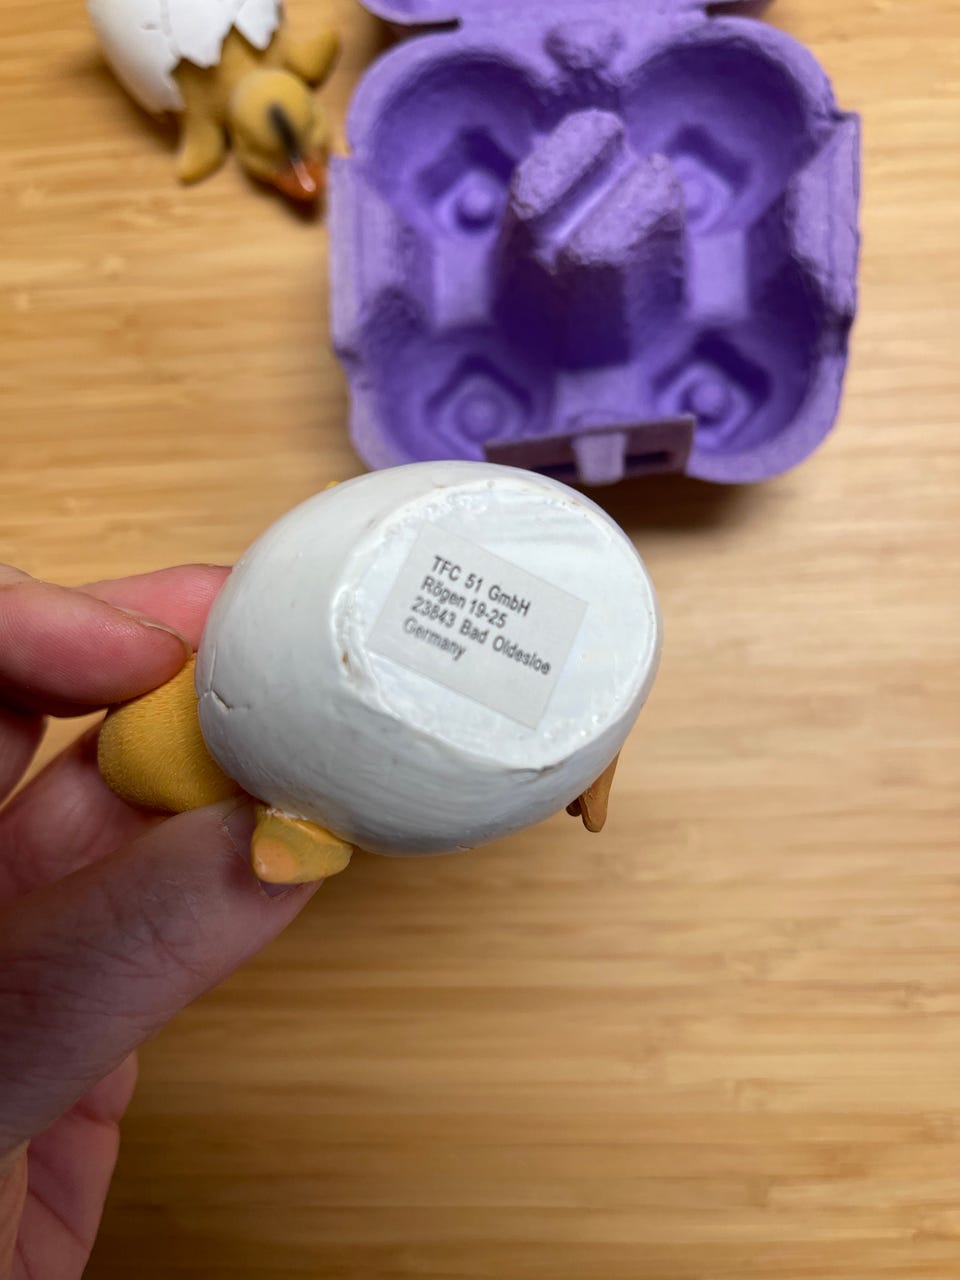 TFC 51 GmbH
Rögen 19-25
23843 Bad Oldesloe
Germany